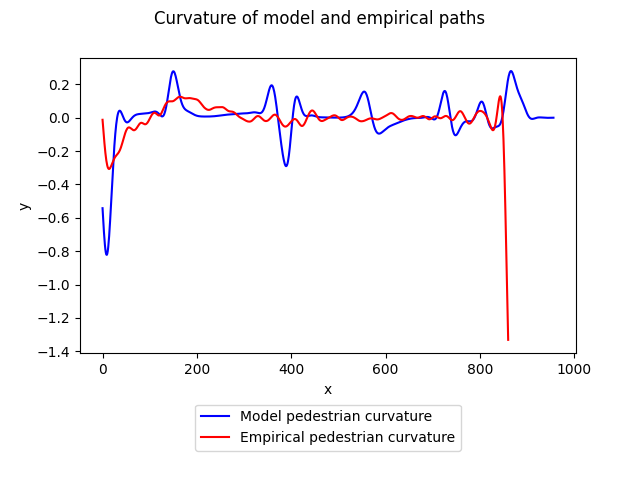 Curvature of model and empirical paths
0.2
0.0
−0.2
−0.4
−0.6
−0.8
−1.0
−1.2
−1.4
y
0 200 400 600 800 1000
x
Model pedestrian curvature
Empirical pedestrian curvature